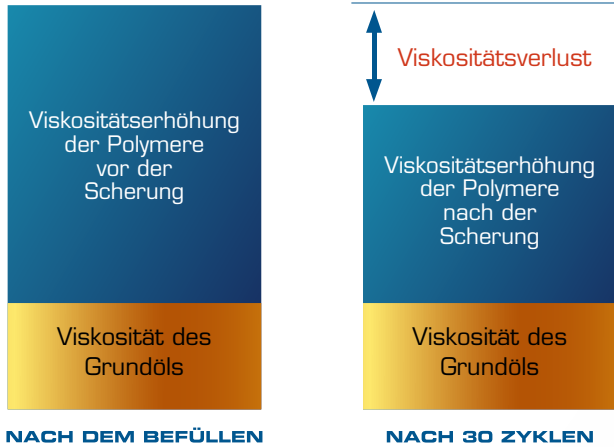 Viskositätserhöhung
der Polymere
vor der
Scherung
Viskosität des
Grundöls
NACH DEM BEFÜLLEN
Viskositätsverlust
Viskositätserhöhung
der Polymere
nach der
Scherung
Viskosität des
Grundöls
NACH 30 ZYKLEN